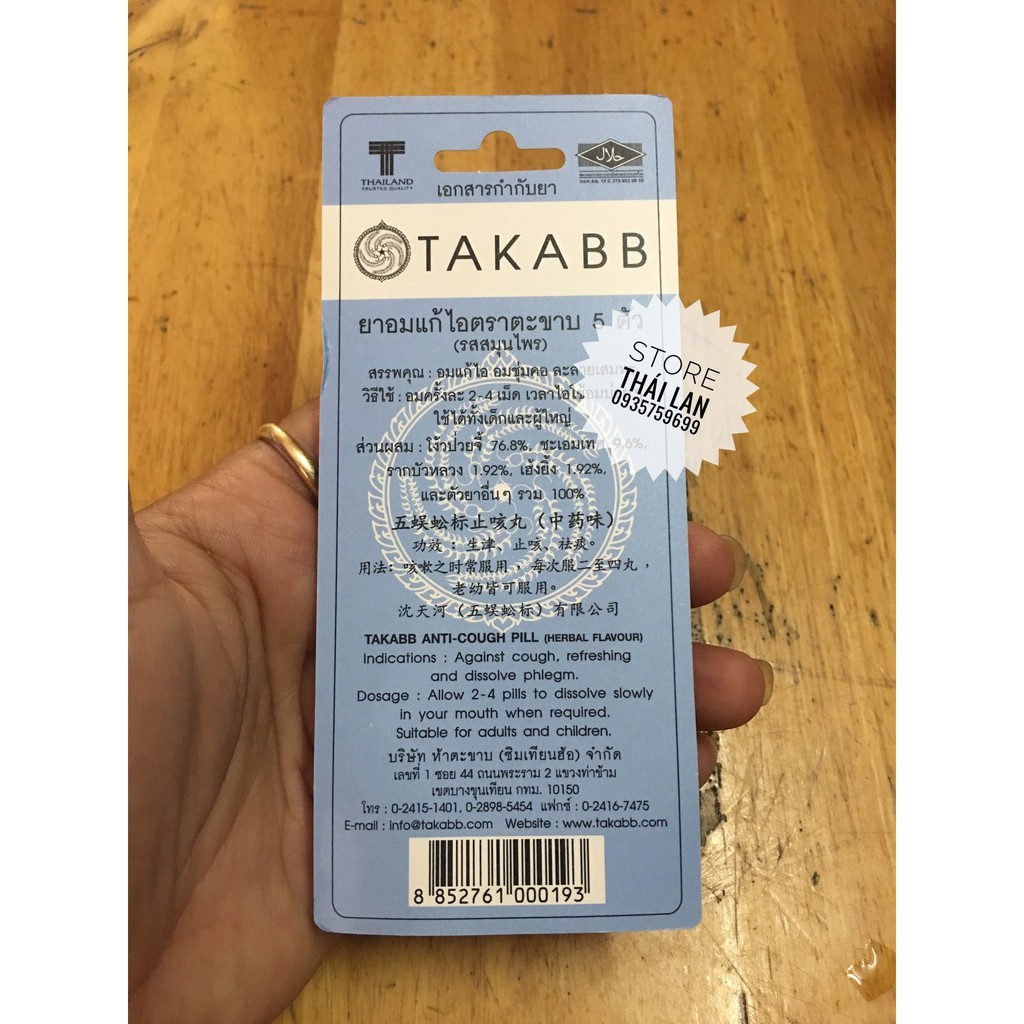 T
THAILAND
TRUSTED QUALITY
حلال
เอกสารกำกับยา
TAKABB
ยาอมแก้ไอตราตะขาบ 5 ตัว
(รสสมุนไพร)
สรรพคุณ : อมแก้ไอ อมชุ่มคอ
วิธีใช้ : อมครั้งละ 2-4 เม็ด เวลาไอ
ใช้ได้ทั้งเด็กและผู้ใหญ่
ส่วนผสม : โง้วป่วยจี้ 76.8%, ชะเอมเทศ 9.6%,
รากบัวหลวง 1.92%, เฮ้งยิ้ง 1.92%,
และตัวยาอื่นๆ รวม 100%
五蜈蚣标止咳丸（中药味）
功效：生津、止咳、祛痰。
用法：咳嗽之时常服用，每次服二至四丸，
老幼皆可服用。
沈天河（五蜈蚣标）有限公司
TAKABB ANTI-COUGH PILL (HERBAL FLAVOUR)
Indications : Against cough, refreshing
and dissolve phlegm.
Dosage : Allow 2-4 pills to dissolve slowly
in your mouth when required.
Suitable for adults and children.
บริษัท ห้าตะขาบ (ซิมเทียนฮ้อ) จำกัด
เลขที่ 1 ซอย 44 ถนนพระราม 2 แขวงท่าข้าม
เขตบางขุนเทียน กทม. 10150
โทร : 0-2415-1401, 0-2898-5454 แฟกซ์ : 0-2416-7475
E-mail : info@takabb.com Website : www.takabb.com
8 852761 000193
STORE
THÁI LAN
0935759699